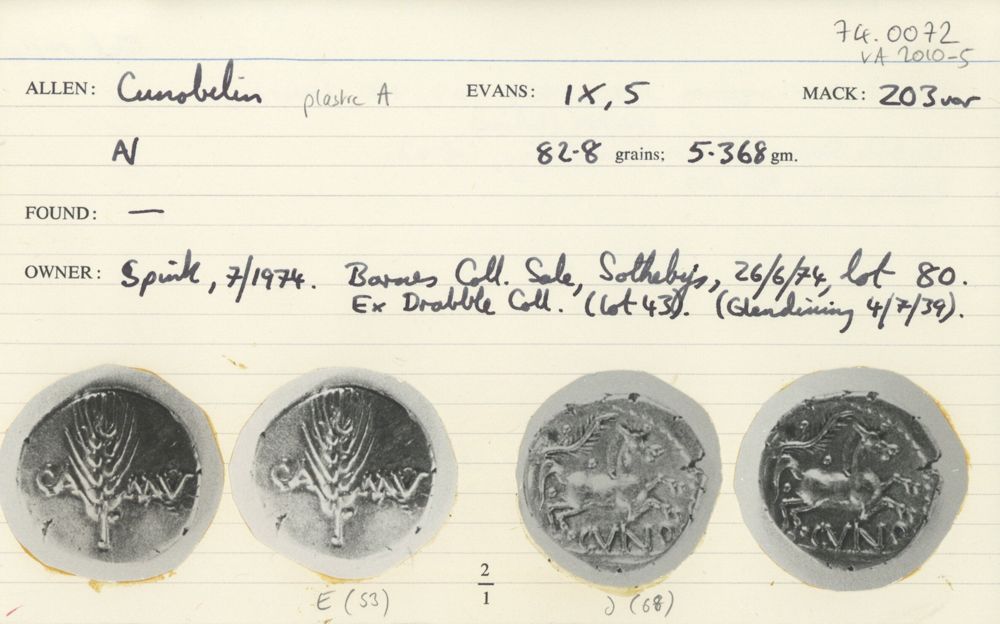 74.0072
VA 2010-5
ALLEN: Cunobelin plastic A EVANS: IX, 5 MACK: 203 var
AV 82·8 grains; 5·368 gm.
FOUND: —
OWNER: Spink, 7/1974. Barnes Coll. Sale, Sothebys, 26/6/74, lot 80.
Ex Drabble Coll. (lot 43). (Glendining 4/7/39).
CA MV
CA MV
CVNO
CVNO
2
1
E (53) J (68)